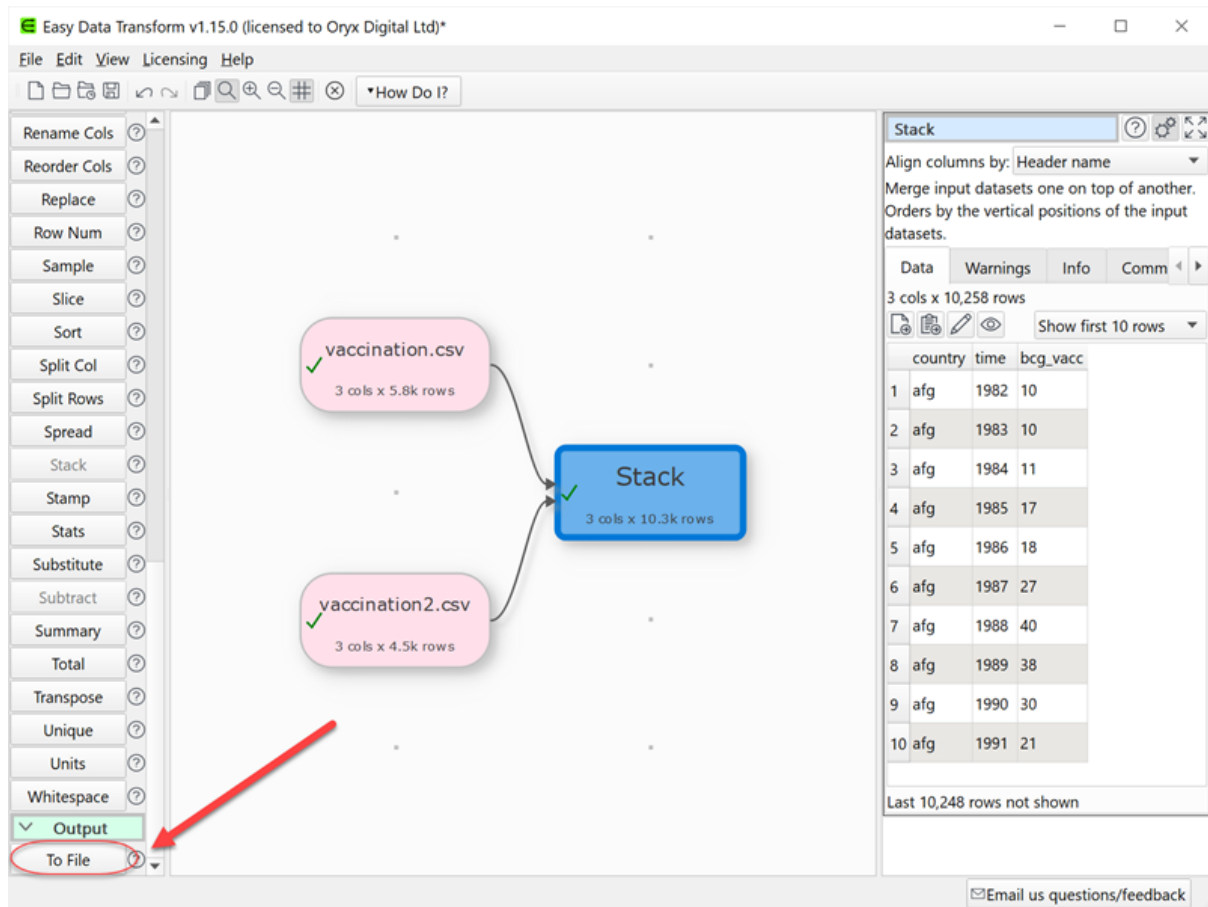 Easy Data Transform v1.15.0 (licensed to Oryx Digital Ltd)*
File Edit View Licensing Help
▾How Do I?
Rename Cols
Reorder Cols
Replace
Row Num
Sample
Slice
Sort
Split Col
Split Rows
Spread
Stack
Stamp
Stats
Substitute
Subtract
Summary
Total
Transpose
Unique
Units
Whitespace
Output
To File
vaccination.csv
3 cols x 5.8k rows
vaccination2.csv
3 cols x 4.5k rows
Stack
3 cols x 10.3k rows
Stack
Align columns by: Header name
Merge input datasets one on top of another.
Orders by the vertical positions of the input
datasets.
Data Warnings Info Comm
3 cols x 10,258 rows
Show first 10 rows
country time bcg_vacc
1 afg 1982 10
2 afg 1983 10
3 afg 1984 11
4 afg 1985 17
5 afg 1986 18
6 afg 1987 27
7 afg 1988 40
8 afg 1989 38
9 afg 1990 30
10 afg 1991 21
Last 10,248 rows not shown
Email us questions/feedback